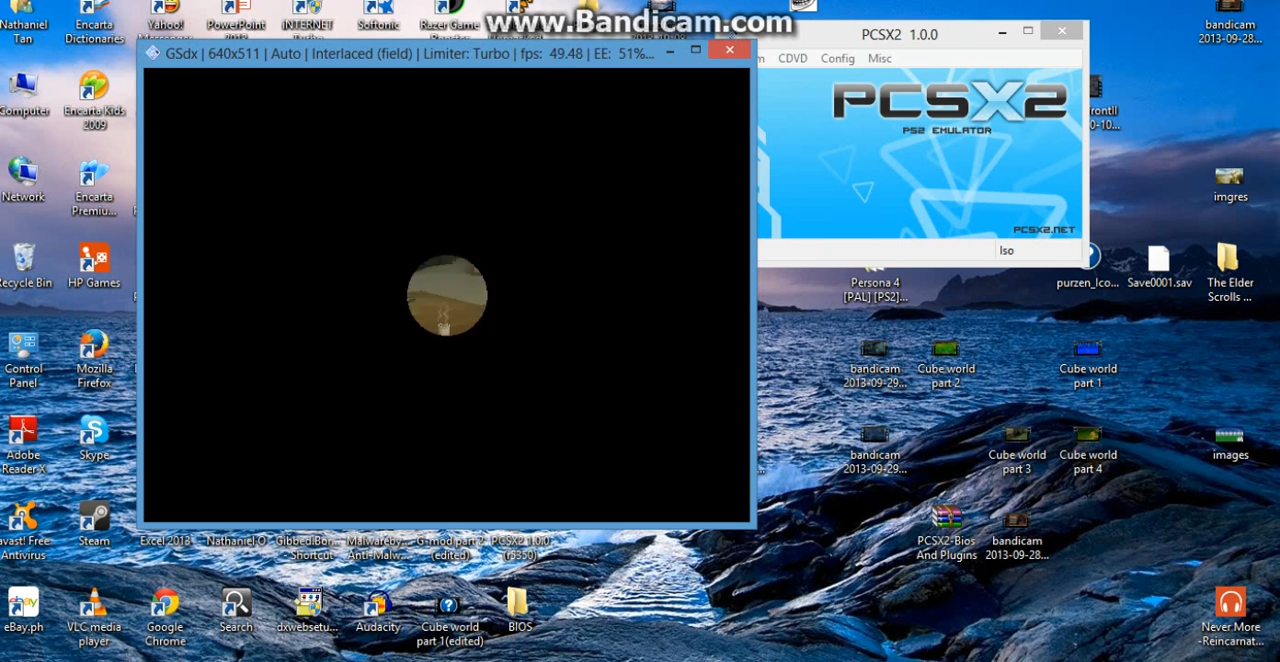 www.Bandicam.com
Nathaniel
Tan
Encarta
Dictionaries
Yahoo!
PowerPoint
INTERNET
Turbo
Softonic
Razer Game
bandicam
2013-09-28...
GSdx | 640x511 | Auto | Interlaced (field) | Limiter: Turbo | fps: 49.48 | EE: 51%...
PCSX2 1.0.0
CDVD Config Misc
PCSX2
PS2 EMULATOR
PCSX2.NET
Iso
Computer
Encarta Kids
2009
Network
Encarta
Premiu...
imgres
Recycle Bin
HP Games
Persona 4
[PAL] [PS2]...
purzen_Ico...
Save0001.sav
The Elder
Scrolls ...
Control
Panel
Mozilla
Firefox
bandicam
2013-09-29...
Cube world
part 2
Cube world
part 1
Adobe
Reader X
Skype
bandicam
2013-09-29...
Cube world
part 3
Cube world
part 4
images
avast! Free
Antivirus
Steam
Excel 2013
Nathaniel O
GibbedBor...
- Shortcut
Malwareby...
Anti-Malw...
G-mod part 2
(edited)
PCSX2 1.0.0
(r5350)
PCSX2-Bios
And Plugins
bandicam
2013-09-28...
eBay.ph
VLC media
player
Google
Chrome
Search
dxwebsetu...
Audacity
Cube world
part 1(edited)
BIOS
Never More
-Reincarnat...